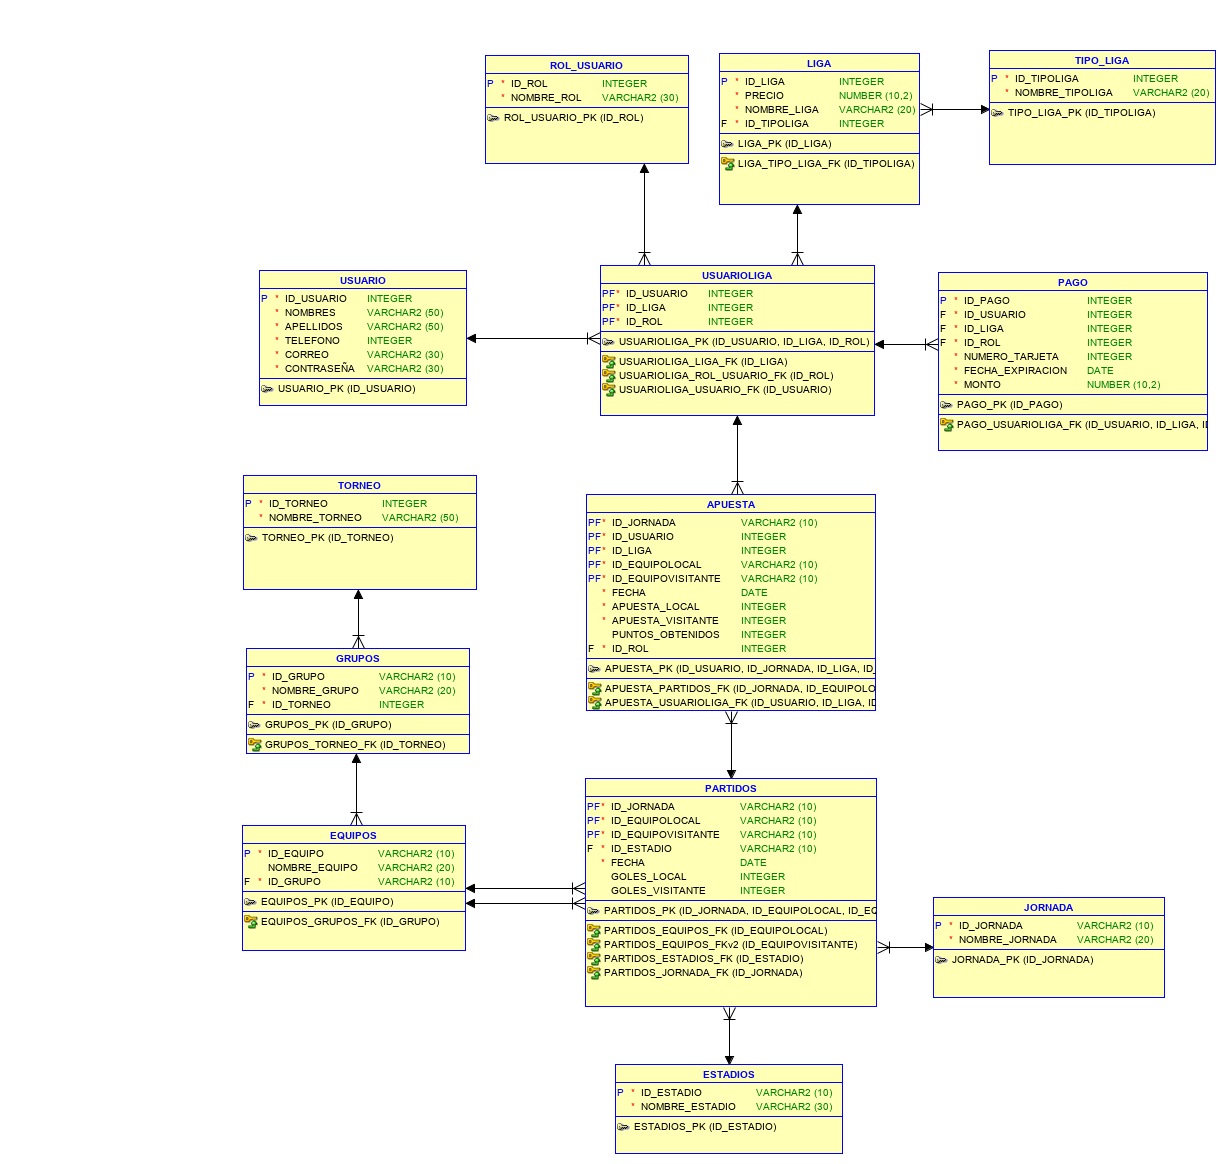 ROL_USUARIO
P * ID_ROL INTEGER
* NOMBRE_ROL VARCHAR2 (30)
ROL_USUARIO_PK (ID_ROL)
LIGA
P * ID_LIGA INTEGER
* PRECIO NUMBER (10,2)
* NOMBRE_LIGA VARCHAR2 (20)
F * ID_TIPOLIGA INTEGER
LIGA_PK (ID_LIGA)
LIGA_TIPO_LIGA_FK (ID_TIPOLIGA)
TIPO_LIGA
P * ID_TIPOLIGA INTEGER
* NOMBRE_TIPOLIGA VARCHAR2 (20)
TIPO_LIGA_PK (ID_TIPOLIGA)
USUARIO
P * ID_USUARIO INTEGER
* NOMBRES VARCHAR2 (50)
* APELLIDOS VARCHAR2 (50)
* TELEFONO INTEGER
* CORREO VARCHAR2 (30)
* CONTRASEÑA VARCHAR2 (30)
USUARIO_PK (ID_USUARIO)
USUARIOLIGA
PF* ID_USUARIO INTEGER
PF* ID_LIGA INTEGER
PF* ID_ROL INTEGER
USUARIOLIGA_PK (ID_USUARIO, ID_LIGA, ID_ROL)
USUARIOLIGA_LIGA_FK (ID_LIGA)
USUARIOLIGA_ROL_USUARIO_FK (ID_ROL)
USUARIOLIGA_USUARIO_FK (ID_USUARIO)
PAGO
P * ID_PAGO INTEGER
F * ID_USUARIO INTEGER
F * ID_LIGA INTEGER
F * ID_ROL INTEGER
* NUMERO_TARJETA INTEGER
* FECHA_EXPIRACION DATE
* MONTO NUMBER (10,2)
PAGO_PK (ID_PAGO)
PAGO_USUARIOLIGA_FK (ID_USUARIO, ID_LIGA, I
TORNEO
P * ID_TORNEO INTEGER
* NOMBRE_TORNEO VARCHAR2 (50)
TORNEO_PK (ID_TORNEO)
APUESTA
PF* ID_JORNADA VARCHAR2 (10)
PF* ID_USUARIO INTEGER
PF* ID_LIGA INTEGER
PF* ID_EQUIPOLOCAL VARCHAR2 (10)
PF* ID_EQUIPOVISITANTE VARCHAR2 (10)
* FECHA DATE
* APUESTA_LOCAL INTEGER
* APUESTA_VISITANTE INTEGER
PUNTOS_OBTENIDOS INTEGER
F * ID_ROL INTEGER
APUESTA_PK (ID_USUARIO, ID_JORNADA, ID_LIGA, ID_
APUESTA_PARTIDOS_FK (ID_JORNADA, ID_EQUIPOLO
APUESTA_USUARIOLIGA_FK (ID_USUARIO, ID_LIGA, ID
GRUPOS
P * ID_GRUPO VARCHAR2 (10)
* NOMBRE_GRUPO VARCHAR2 (20)
F * ID_TORNEO INTEGER
GRUPOS_PK (ID_GRUPO)
GRUPOS_TORNEO_FK (ID_TORNEO)
EQUIPOS
P * ID_EQUIPO VARCHAR2 (10)
NOMBRE_EQUIPO VARCHAR2 (20)
F * ID_GRUPO VARCHAR2 (10)
EQUIPOS_PK (ID_EQUIPO)
EQUIPOS_GRUPOS_FK (ID_GRUPO)
PARTIDOS
PF* ID_JORNADA VARCHAR2 (10)
PF* ID_EQUIPOLOCAL VARCHAR2 (10)
PF* ID_EQUIPOVISITANTE VARCHAR2 (10)
F * ID_ESTADIO VARCHAR2 (10)
* FECHA DATE
GOLES_LOCAL INTEGER
GOLES_VISITANTE INTEGER
PARTIDOS_PK (ID_JORNADA, ID_EQUIPOLOCAL, ID_EQ
PARTIDOS_EQUIPOS_FK (ID_EQUIPOLOCAL)
PARTIDOS_EQUIPOS_FKv2 (ID_EQUIPOVISITANTE)
PARTIDOS_ESTADIOS_FK (ID_ESTADIO)
PARTIDOS_JORNADA_FK (ID_JORNADA)
JORNADA
P * ID_JORNADA VARCHAR2 (10)
* NOMBRE_JORNADA VARCHAR2 (20)
JORNADA_PK (ID_JORNADA)
ESTADIOS
P * ID_ESTADIO VARCHAR2 (10)
* NOMBRE_ESTADIO VARCHAR2 (30)
ESTADIOS_PK (ID_ESTADIO)